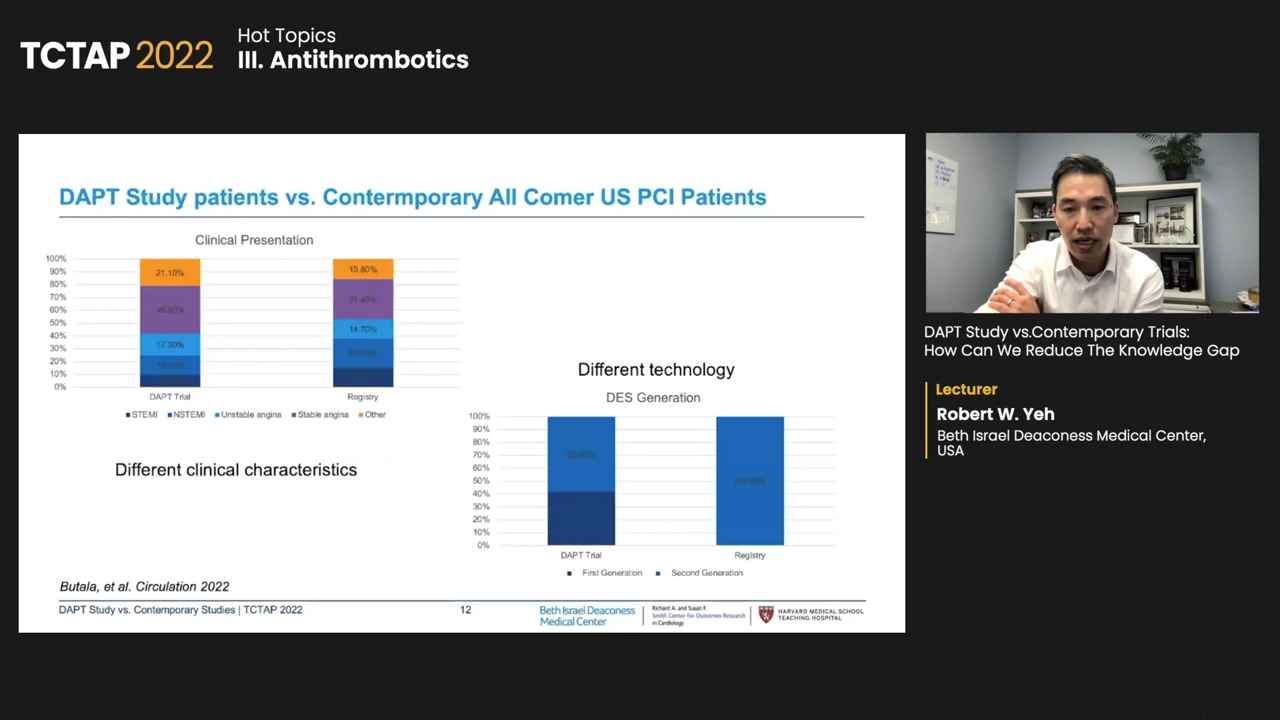 TCTAP 2022
Hot Topics
III. Antithrombotics
DAPT Study patients vs. Contermporary All Comer US PCI Patients
Clinical Presentation
100%
90%
80%
70%
60%
50%
40%
30%
20%
10%
0%
21.10%
17.30%
15.80%
14.70%
DAPT Trial
Registry
STEMI NSTEMI Unstable angina Stable angina Other
Different clinical characteristics
Different technology
DES Generation
100%
90%
80%
70%
60%
50%
40%
30%
20%
10%
0%
DAPT Trial
Registry
First Generation Second Generation
Butala, et al. Circulation 2022
DAPT Study vs. Contemporary Studies | TCTAP 2022
12
Beth Israel Deaconess
Medical Center
Richard A. and Susan F.
Smith Center for Outcomes Research
in Cardiology
HARVARD MEDICAL SCHOOL
TEACHING HOSPITAL
DAPT Study vs.Contemporary Trials:
How Can We Reduce The Knowledge Gap
Lecturer
Robert W. Yeh
Beth Israel Deaconess Medical Center,
USA